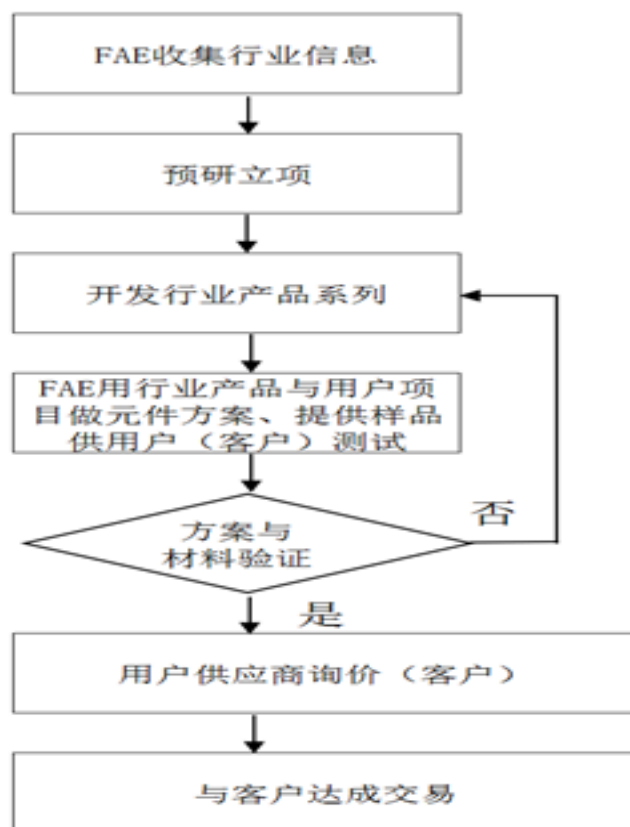 FAE收集行业信息
预研立项
开发行业产品系列
FAE用行业产品与用户项
目做元件方案、提供样品
供用户（客户）测试
方案与
材料验证
否
是
用户供应商询价（客户）
与客户达成交易